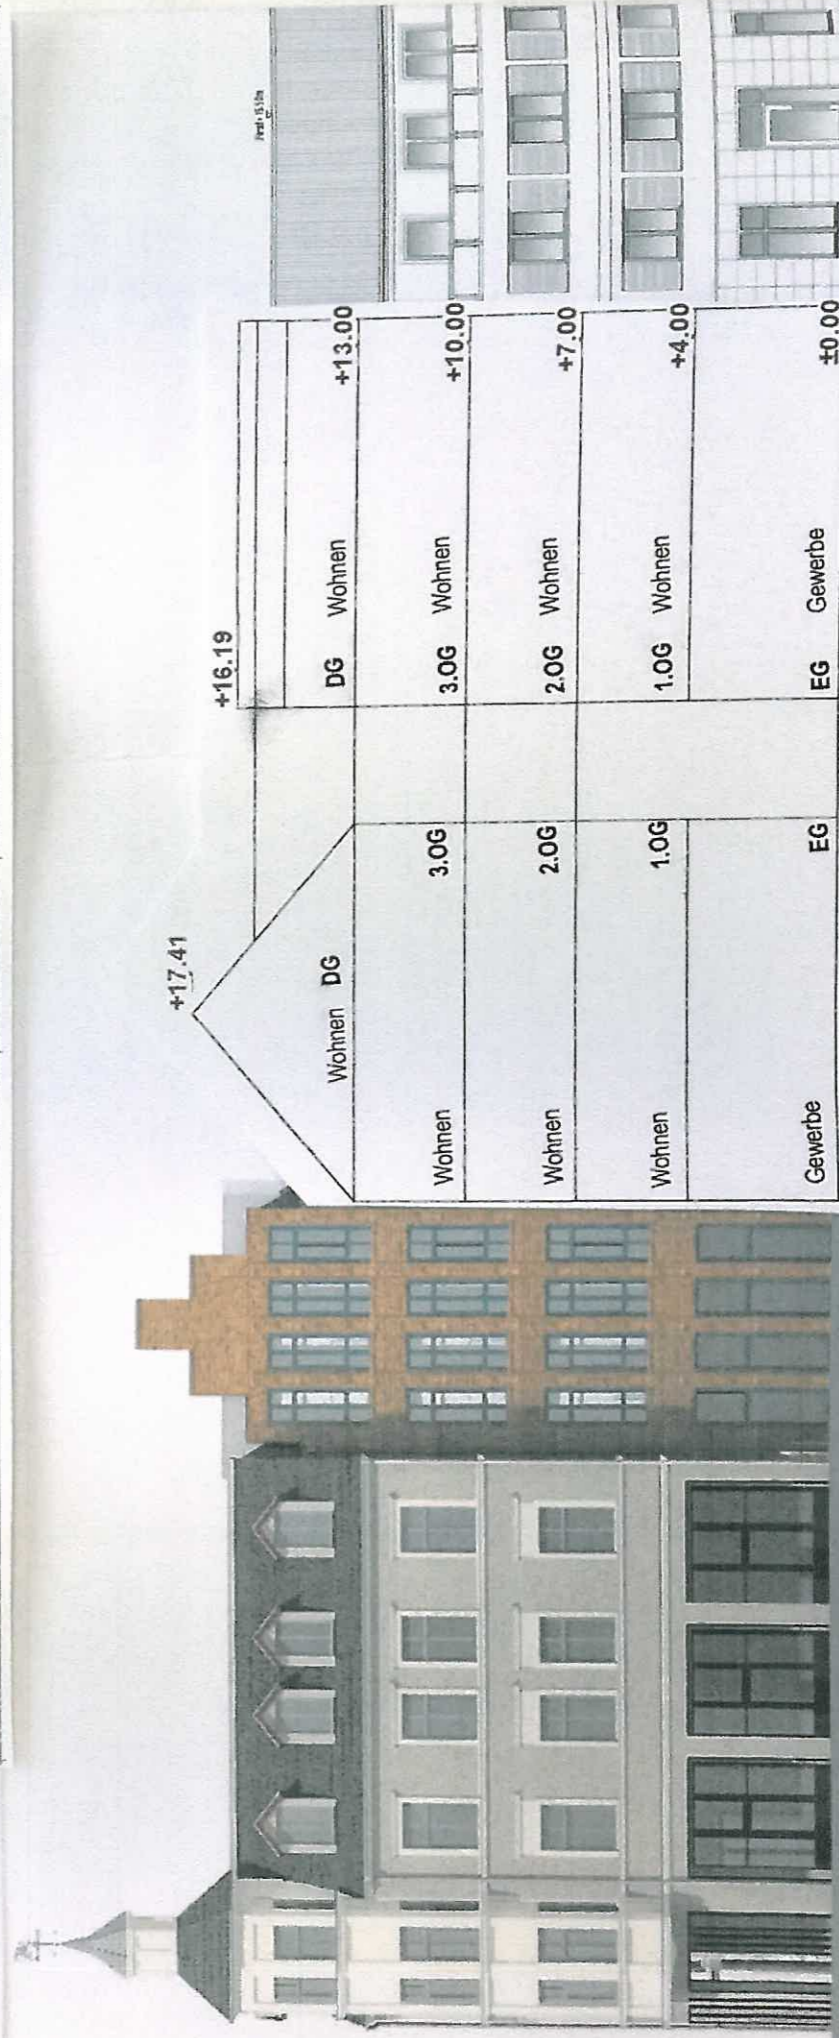 +17.41
+16.19
Wohnen DG DG Wohnen +13.00
Wohnen 3.OG 3.OG Wohnen +10.00
Wohnen 2.OG 2.OG Wohnen +7.00
Wohnen 1.OG 1.OG Wohnen +4.00
Gewerbe EG EG Gewerbe ±0.00